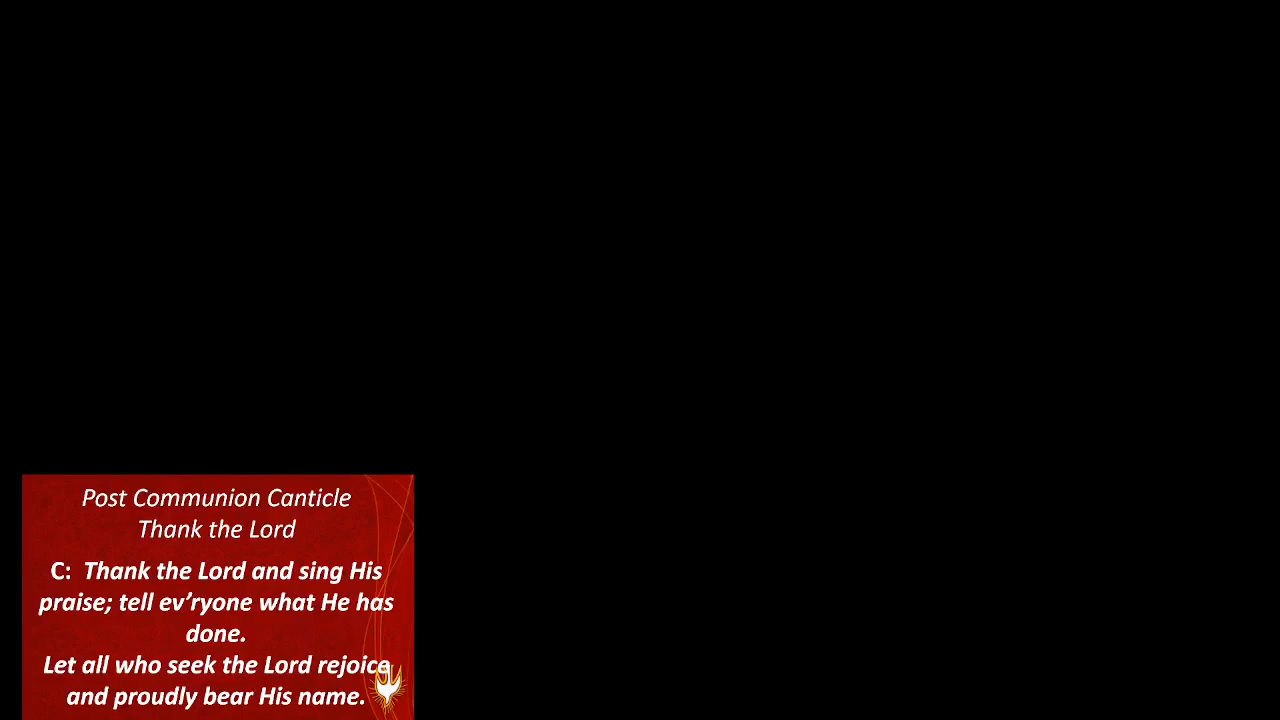 Post Communion Canticle
Thank the Lord
C: Thank the Lord and sing His
praise; tell ev’ryone what He has
done.
Let all who seek the Lord rejoice
and proudly bear His name.